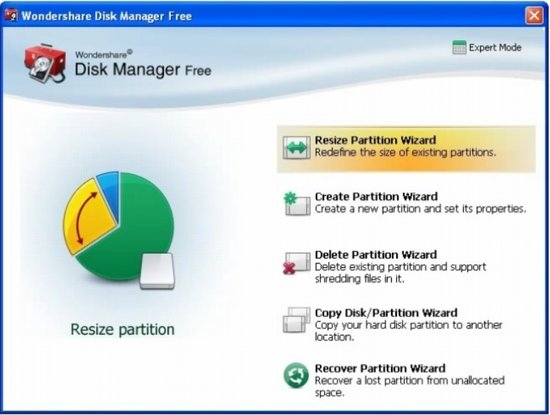 Wondershare Disk Manager Free
Wondershare®
Disk Manager Free
Expert Mode
Resize Partition Wizard
Redefine the size of existing partitions.
Create Partition Wizard
Create a new partition and set its properties.
Delete Partition Wizard
Delete existing partition and support
shredding files in it.
Copy Disk/Partition Wizard
Copy your hard disk partition to another
location.
Recover Partition Wizard
Recover a lost partition from unallocated
space.
Resize partition